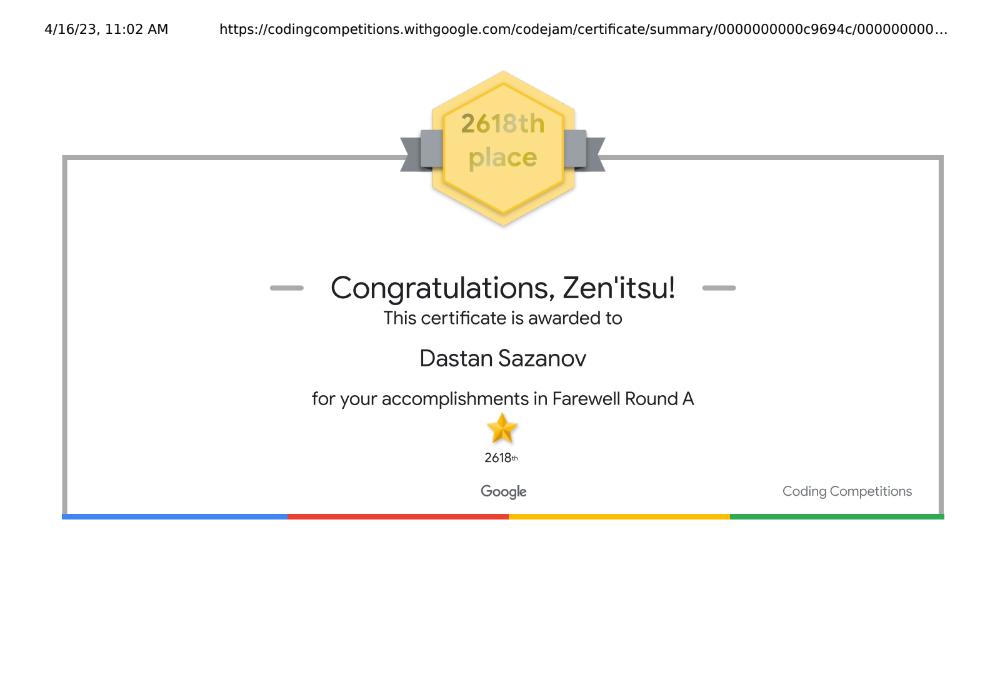 4/16/23, 11:02 AM https://codingcompetitions.withgoogle.com/codejam/certificate/summary/0000000000c9694c/000000000…
2618th
place
Congratulations, Zen'itsu!
This certificate is awarded to
Dastan Sazanov
for your accomplishments in Farewell Round A
2618th
Google
Coding Competitions